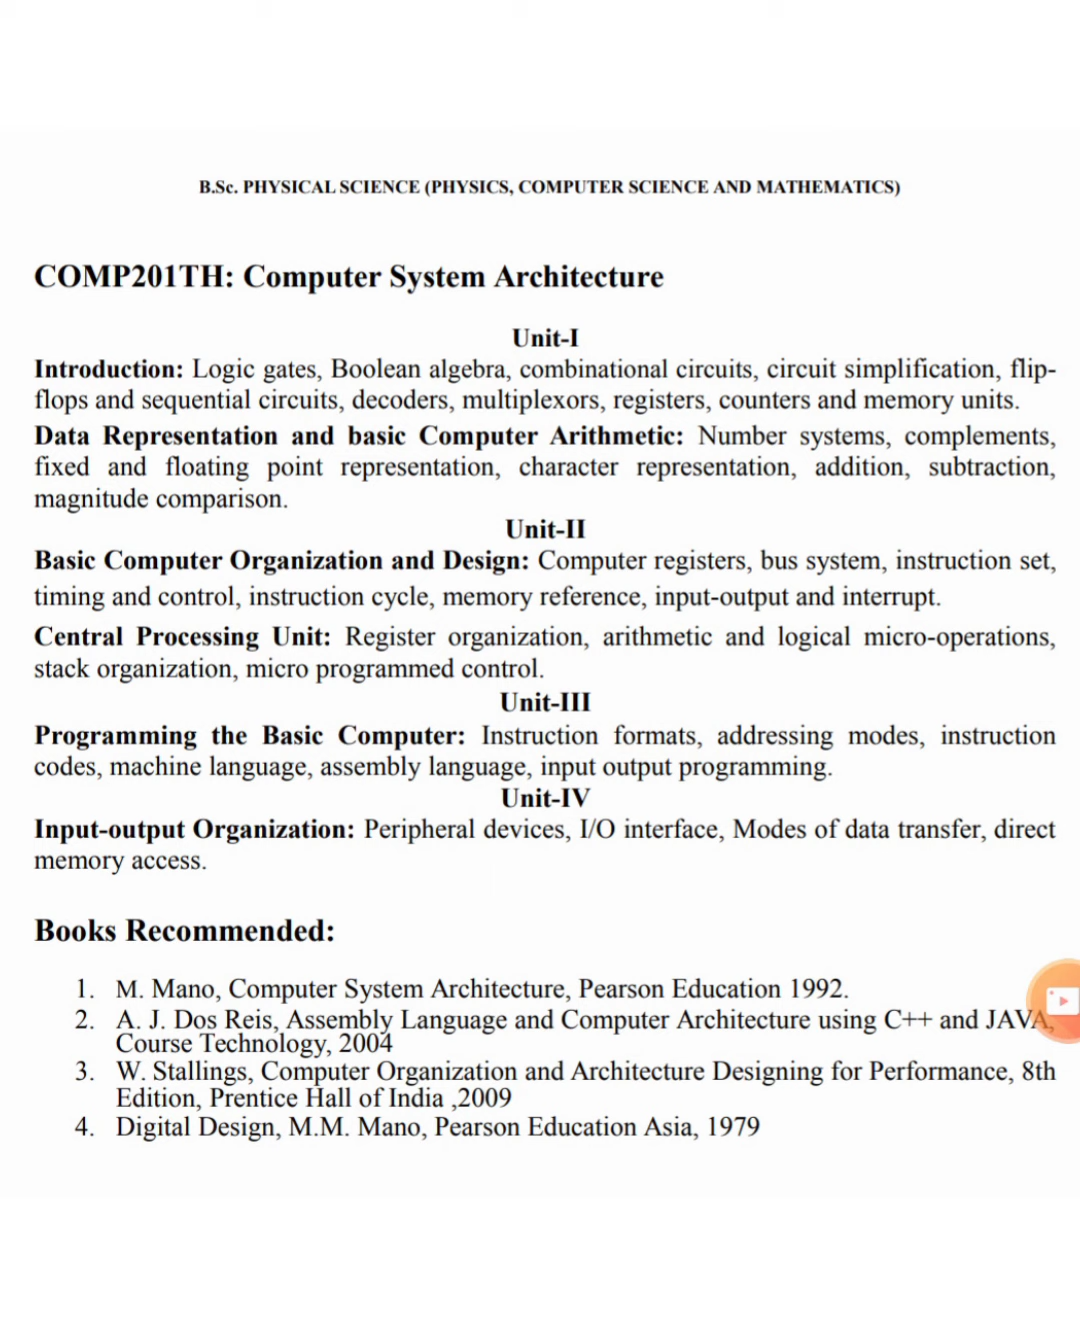 B.Sc. PHYSICAL SCIENCE (PHYSICS, COMPUTER SCIENCE AND MATHEMATICS)
COMP201TH: Computer System Architecture
Unit-I
Introduction: Logic gates, Boolean algebra, combinational circuits, circuit simplification, flip-
flops and sequential circuits, decoders, multiplexors, registers, counters and memory units.
Data Representation and basic Computer Arithmetic: Number systems, complements,
fixed and floating point representation, character representation, addition, subtraction,
magnitude comparison.
Unit-II
Basic Computer Organization and Design: Computer registers, bus system, instruction set,
timing and control, instruction cycle, memory reference, input-output and interrupt.
Central Processing Unit: Register organization, arithmetic and logical micro-operations,
stack organization, micro programmed control.
Unit-III
Programming the Basic Computer: Instruction formats, addressing modes, instruction
codes, machine language, assembly language, input output programming.
Unit-IV
Input-output Organization: Peripheral devices, I/O interface, Modes of data transfer, direct
memory access.
Books Recommended:
1. M. Mano, Computer System Architecture, Pearson Education 1992.
2. A. J. Dos Reis, Assembly Language and Computer Architecture using C++ and JAVA,
Course Technology, 2004
3. W. Stallings, Computer Organization and Architecture Designing for Performance, 8th
Edition, Prentice Hall of India ,2009
4. Digital Design, M.M. Mano, Pearson Education Asia, 1979